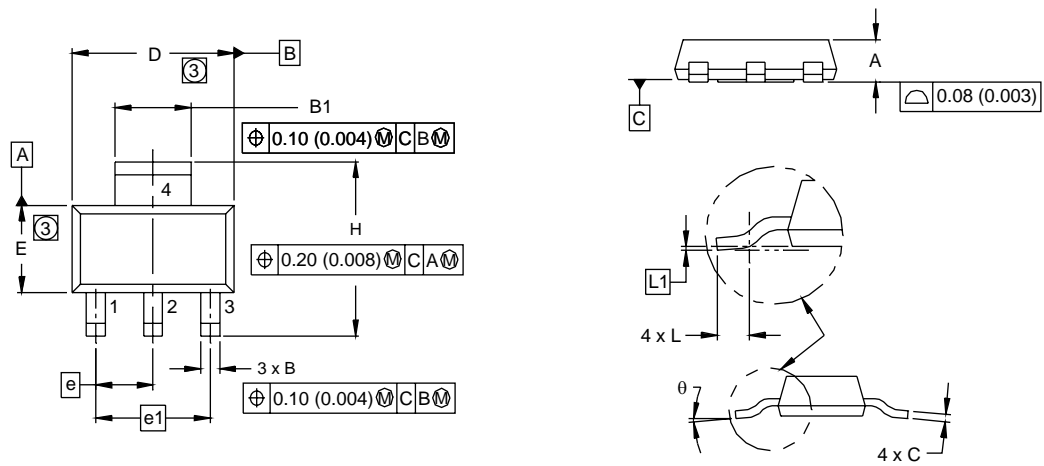 D
B
3
B1
⌖ 0.10 (0.004) Ⓜ C B Ⓜ
A
4
3
E
H
⌖ 0.20 (0.008) Ⓜ C A Ⓜ
1 2 3
3 x B
e
⌖ 0.10 (0.004) Ⓜ C B Ⓜ
e1
A
C
⌓ 0.08 (0.003)
L1
4 x L
θ
4 x C